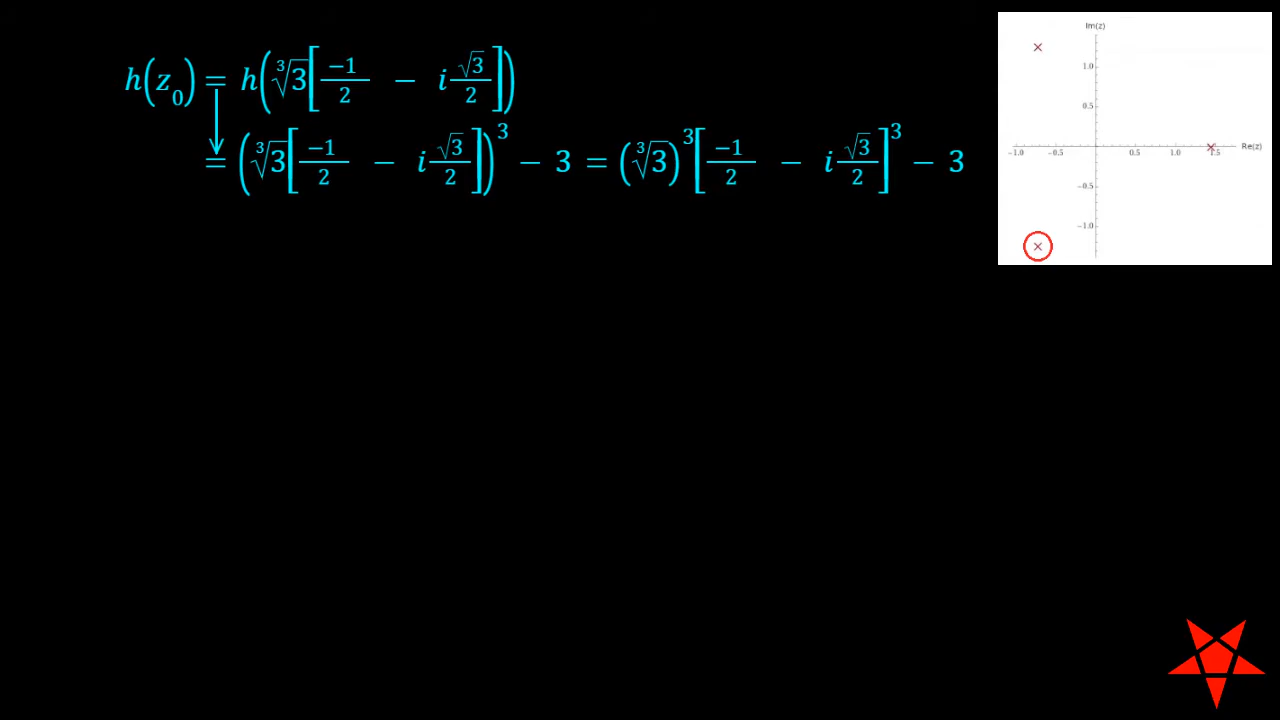 h(z₀) = h(∛3[−1/2 − i √3/2])
= (∛3[−1/2 − i √3/2])³ − 3 = (∛3)³[−1/2 − i √3/2]³ − 3
Im(z)
1.0
0.5
−1.0 −0.5 0.5 1.0 1.5 Re(z)
−0.5
−1.0